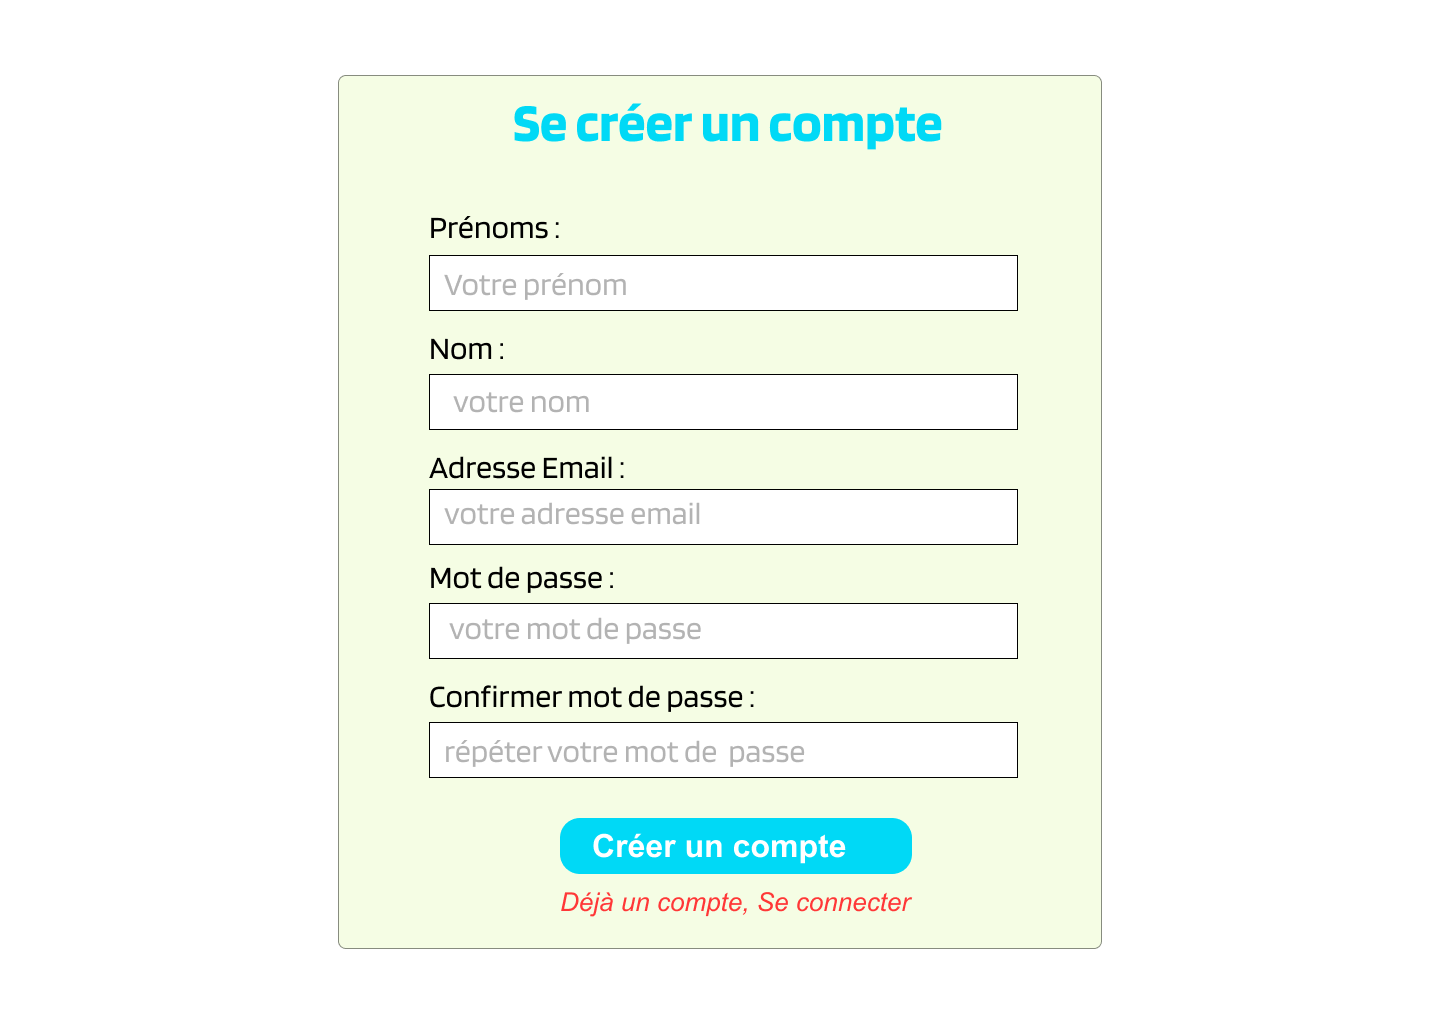 Se créer un compte
Prénoms :
Votre prénom
Nom :
votre nom
Adresse Email :
votre adresse email
Mot de passe :
votre mot de passe
Confirmer mot de passe :
répéter votre mot de  passe
Créer un compte
Déjà un compte, Se connecter